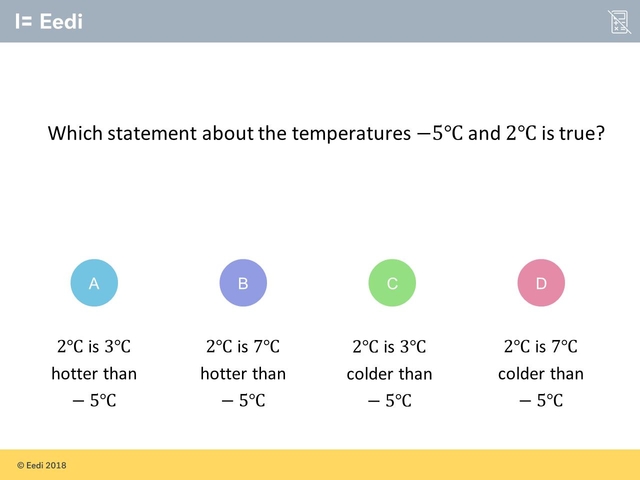 Eedi
Which statement about the temperatures −5℃ and 2℃ is true?
A
B
C
D
2℃ is 3℃
hotter than
− 5℃
2℃ is 7℃
hotter than
− 5℃
2℃ is 3℃
colder than
− 5℃
2℃ is 7℃
colder than
− 5℃
© Eedi 2018